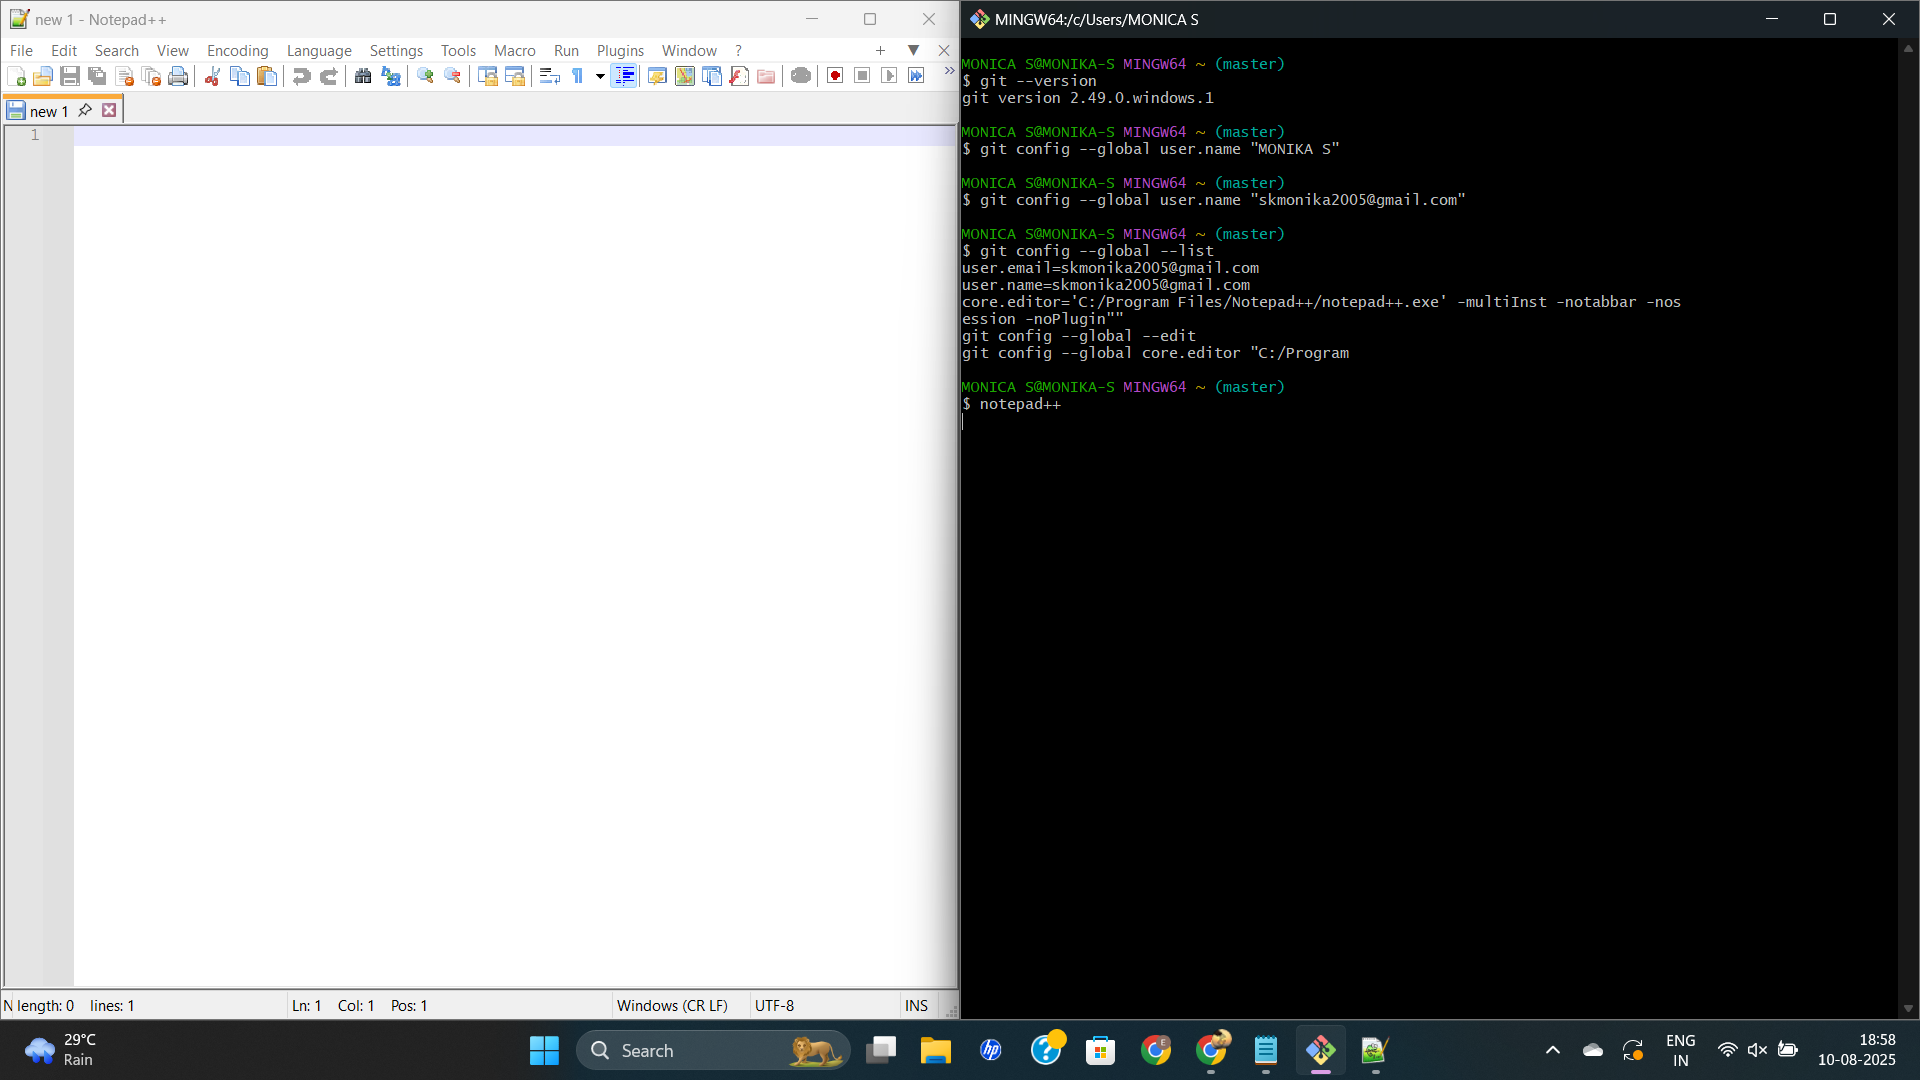 new 1 - Notepad++
File Edit Search View Encoding Language Settings Tools Macro Run Plugins Window ?
new 1
1
N length: 0 lines: 1 Ln: 1 Col: 1 Pos: 1 Windows (CR LF) UTF-8 INS
MINGW64:/c/Users/MONICA S
MONICA S@MONIKA-S MINGW64 ~ (master)
$ git --version
git version 2.49.0.windows.1
MONICA S@MONIKA-S MINGW64 ~ (master)
$ git config --global user.name "MONIKA S"
MONICA S@MONIKA-S MINGW64 ~ (master)
$ git config --global user.name "skmonika2005@gmail.com"
MONICA S@MONIKA-S MINGW64 ~ (master)
$ git config --global --list
user.email=skmonika2005@gmail.com
user.name=skmonika2005@gmail.com
core.editor='C:/Program Files/Notepad++/notepad++.exe' -multiInst -notabbar -nos
ession -noPlugin""
git config --global --edit
git config --global core.editor "C:/Program
MONICA S@MONIKA-S MINGW64 ~ (master)
$ notepad++
29°C
Rain
Search
hp
E
ENG
IN
18:58
10-08-2025